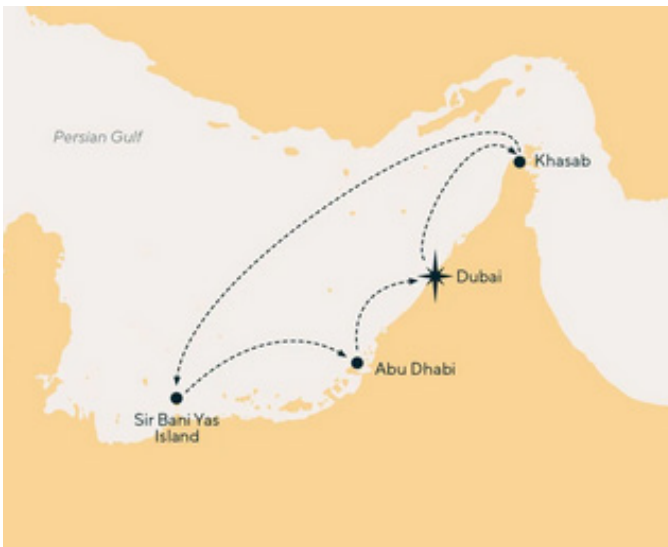 Persian Gulf
Khasab
Dubai
Abu Dhabi
Sir Bani Yas
Island